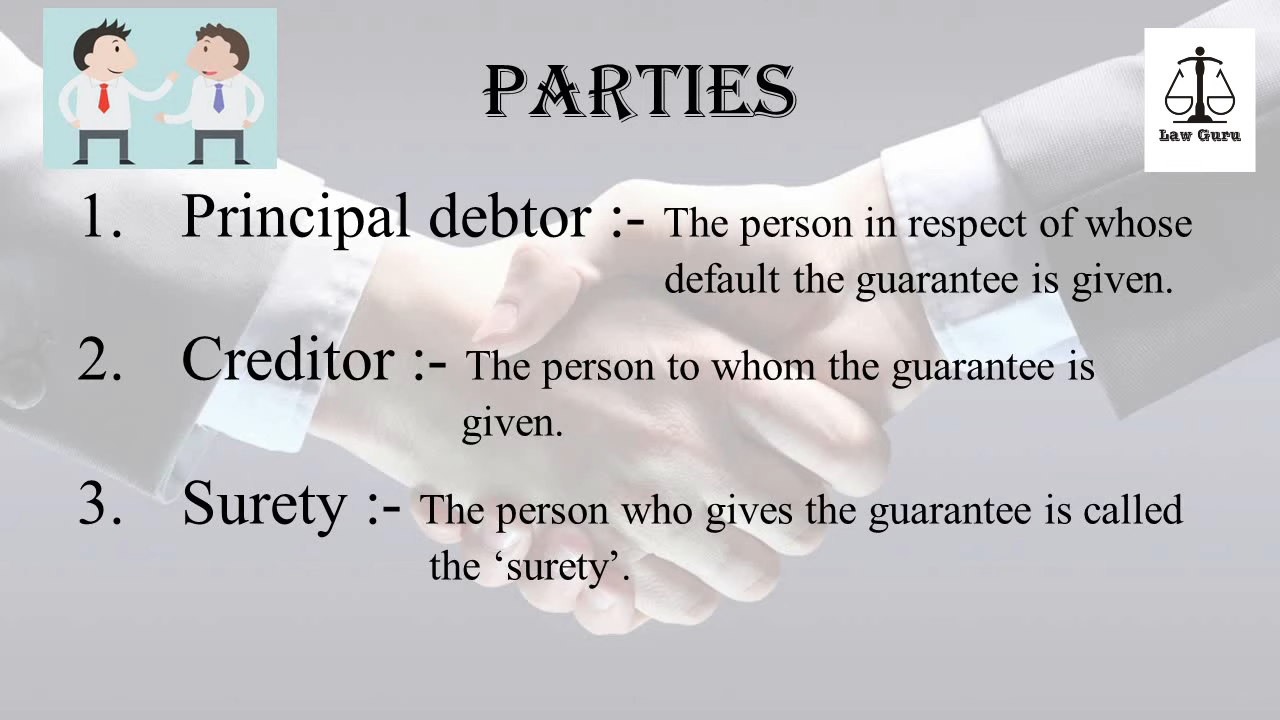 PARTIES
Law Guru
1. Principal debtor :- The person in respect of whose
default the guarantee is given.
2. Creditor :- The person to whom the guarantee is
given.
3. Surety :- The person who gives the guarantee is called
the ‘surety’.